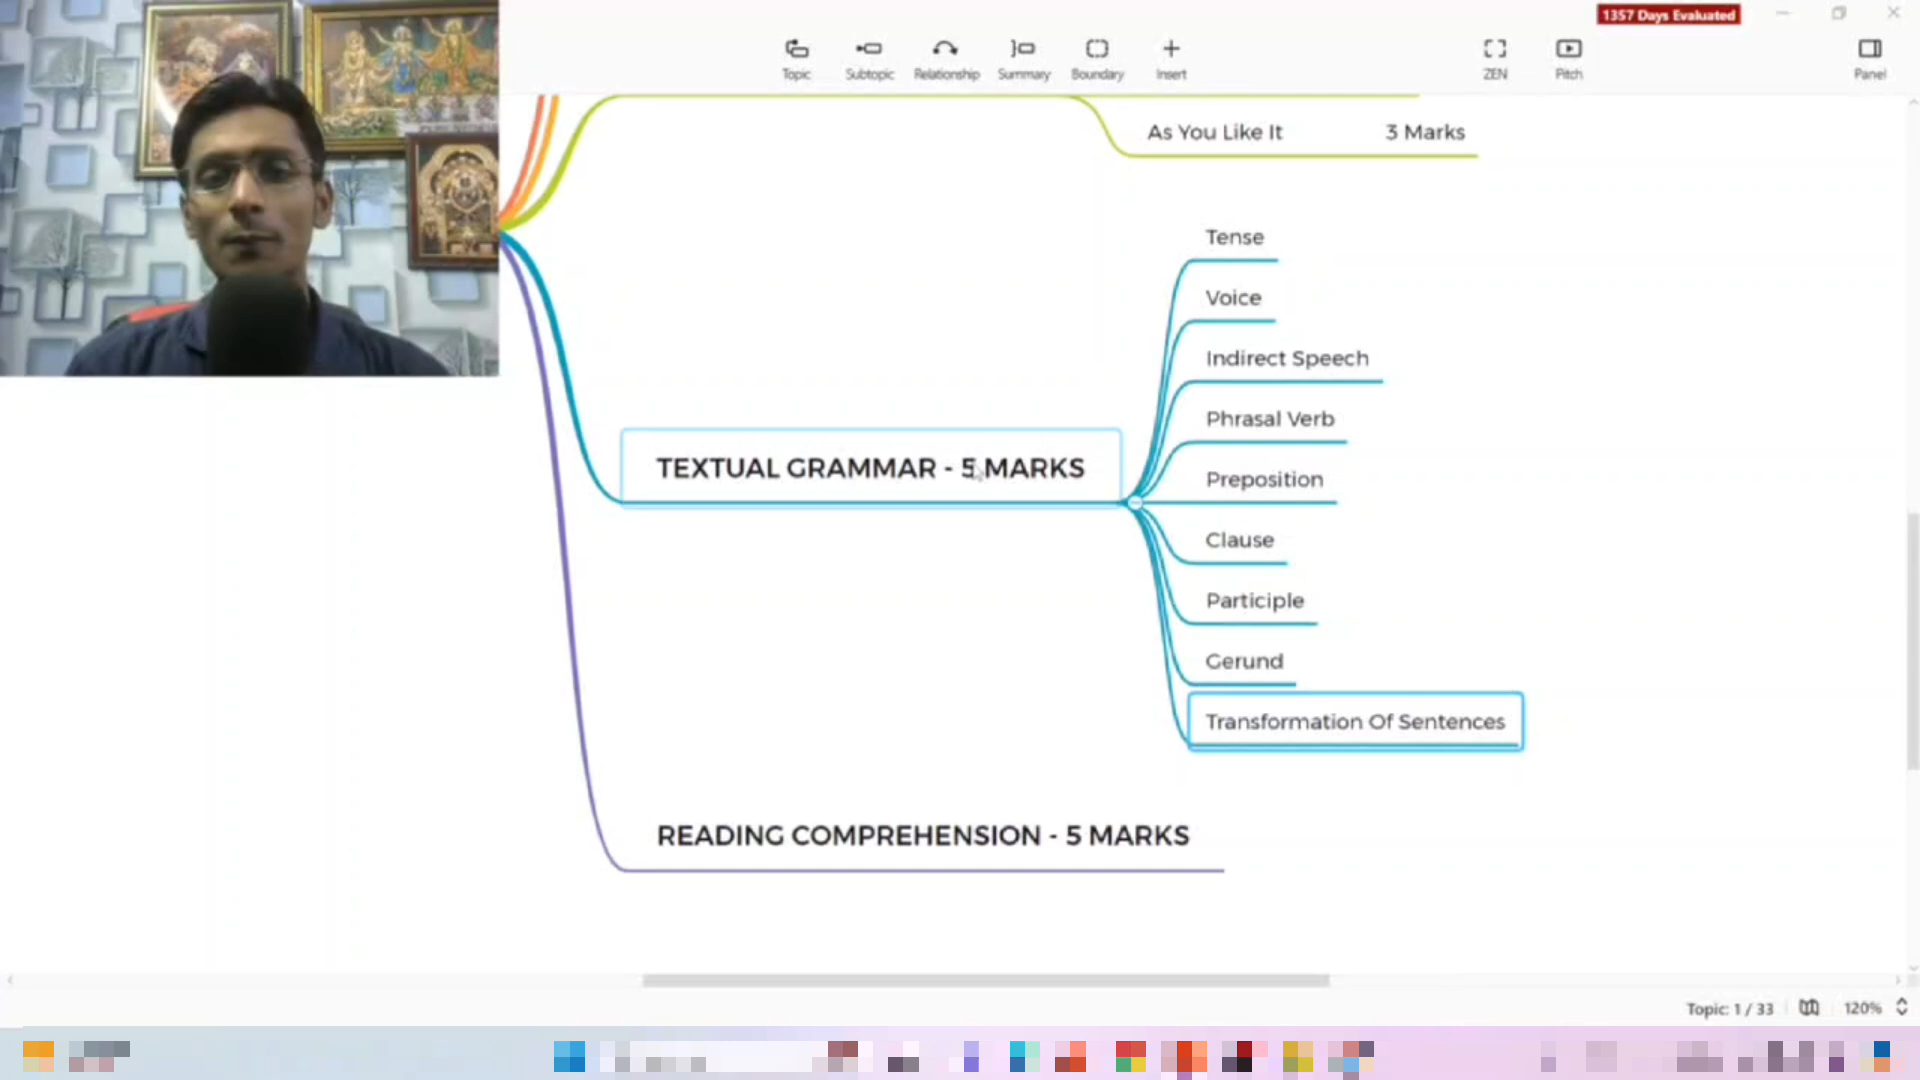 1357 Days Evaluated
Topic
Subtopic
Relationship
Summary
Boundary
Insert
ZEN
Pitch
Panel
As You Like It 3 Marks
Tense
Voice
Indirect Speech
Phrasal Verb
TEXTUAL GRAMMAR - 5 MARKS
Preposition
Clause
Participle
Gerund
Transformation Of Sentences
READING COMPREHENSION - 5 MARKS
Topic: 1 / 33
120%